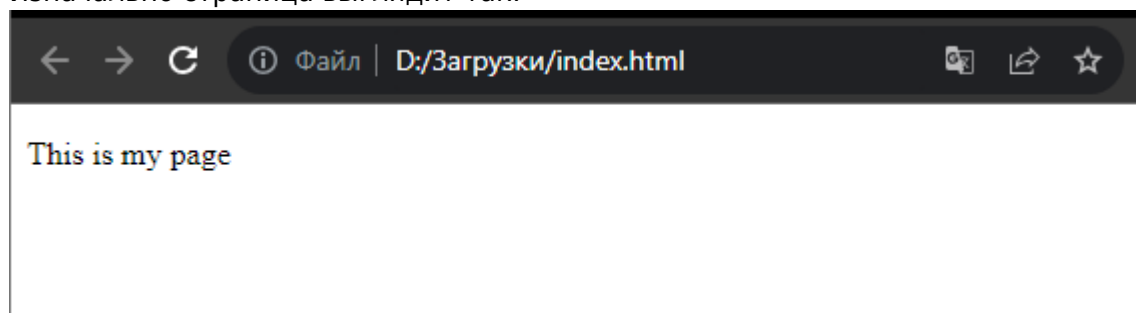 Изначально страница выглядит так:
Файл | D:/Загрузки/index.html
This is my page